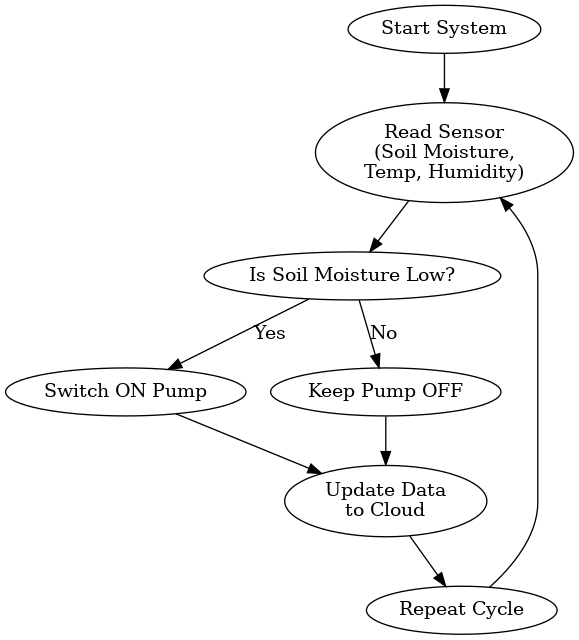 Start System
Read Sensor
(Soil Moisture,
Temp, Humidity)
Is Soil Moisture Low?
Yes
No
Switch ON Pump
Keep Pump OFF
Update Data
to Cloud
Repeat Cycle